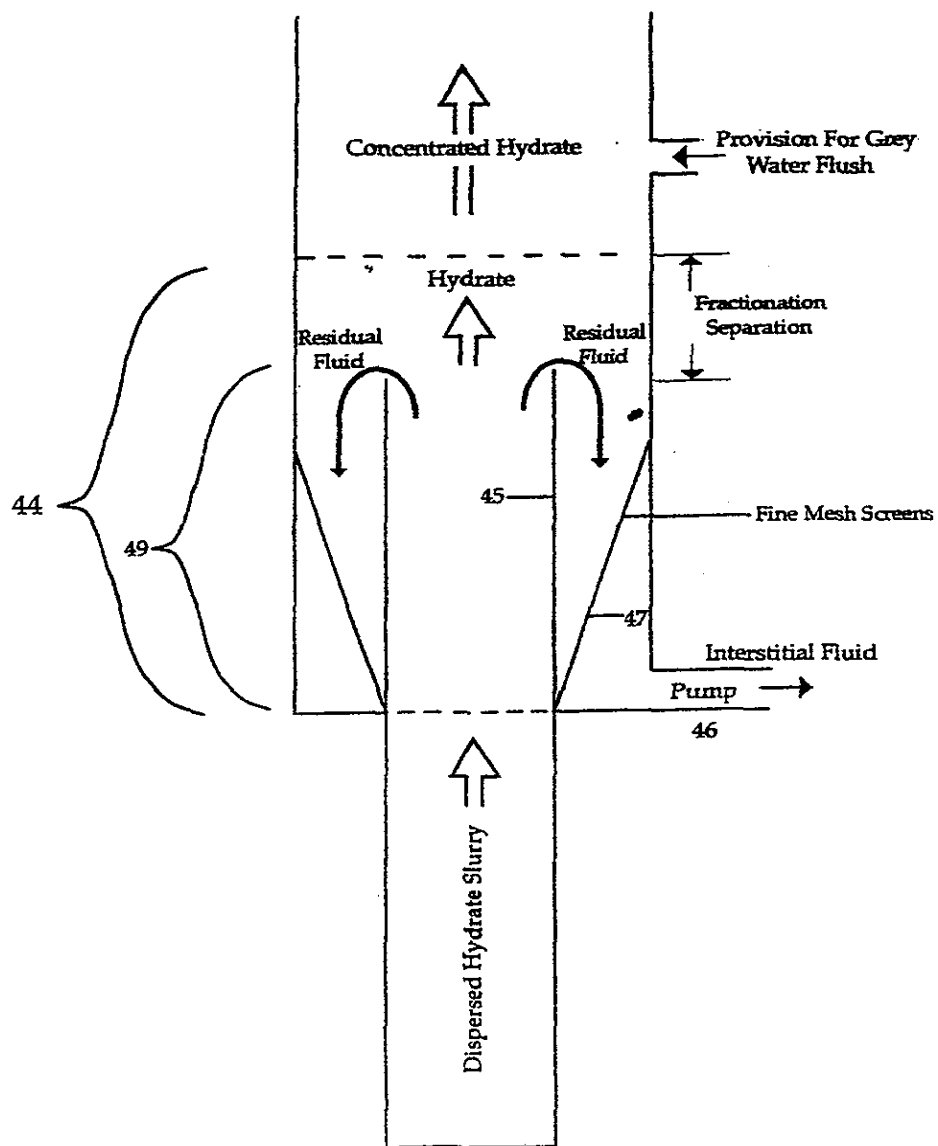 Concentrated Hydrate
Provision For Grey
Water Flush
Hydrate
Fractionation
Separation
Residual
Fluid
Residual
Fluid
44
49
45
Fine Mesh Screens
47
Interstitial Fluid
Pump
46
Dispersed Hydrate Slurry